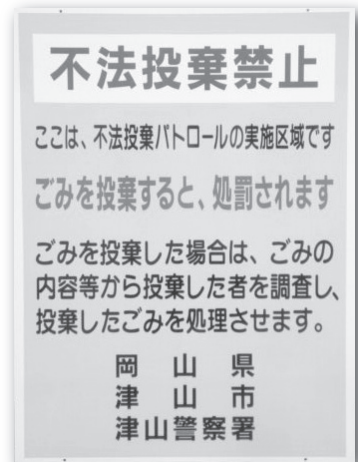 不法投棄禁止
ここは、不法投棄パトロールの実施区域です
ごみを投棄すると、処罰されます
ごみを投棄した場合は、ごみの
内容等から投棄した者を調査し、
投棄したごみを処理させます。
岡山県
津山市
津山警察署